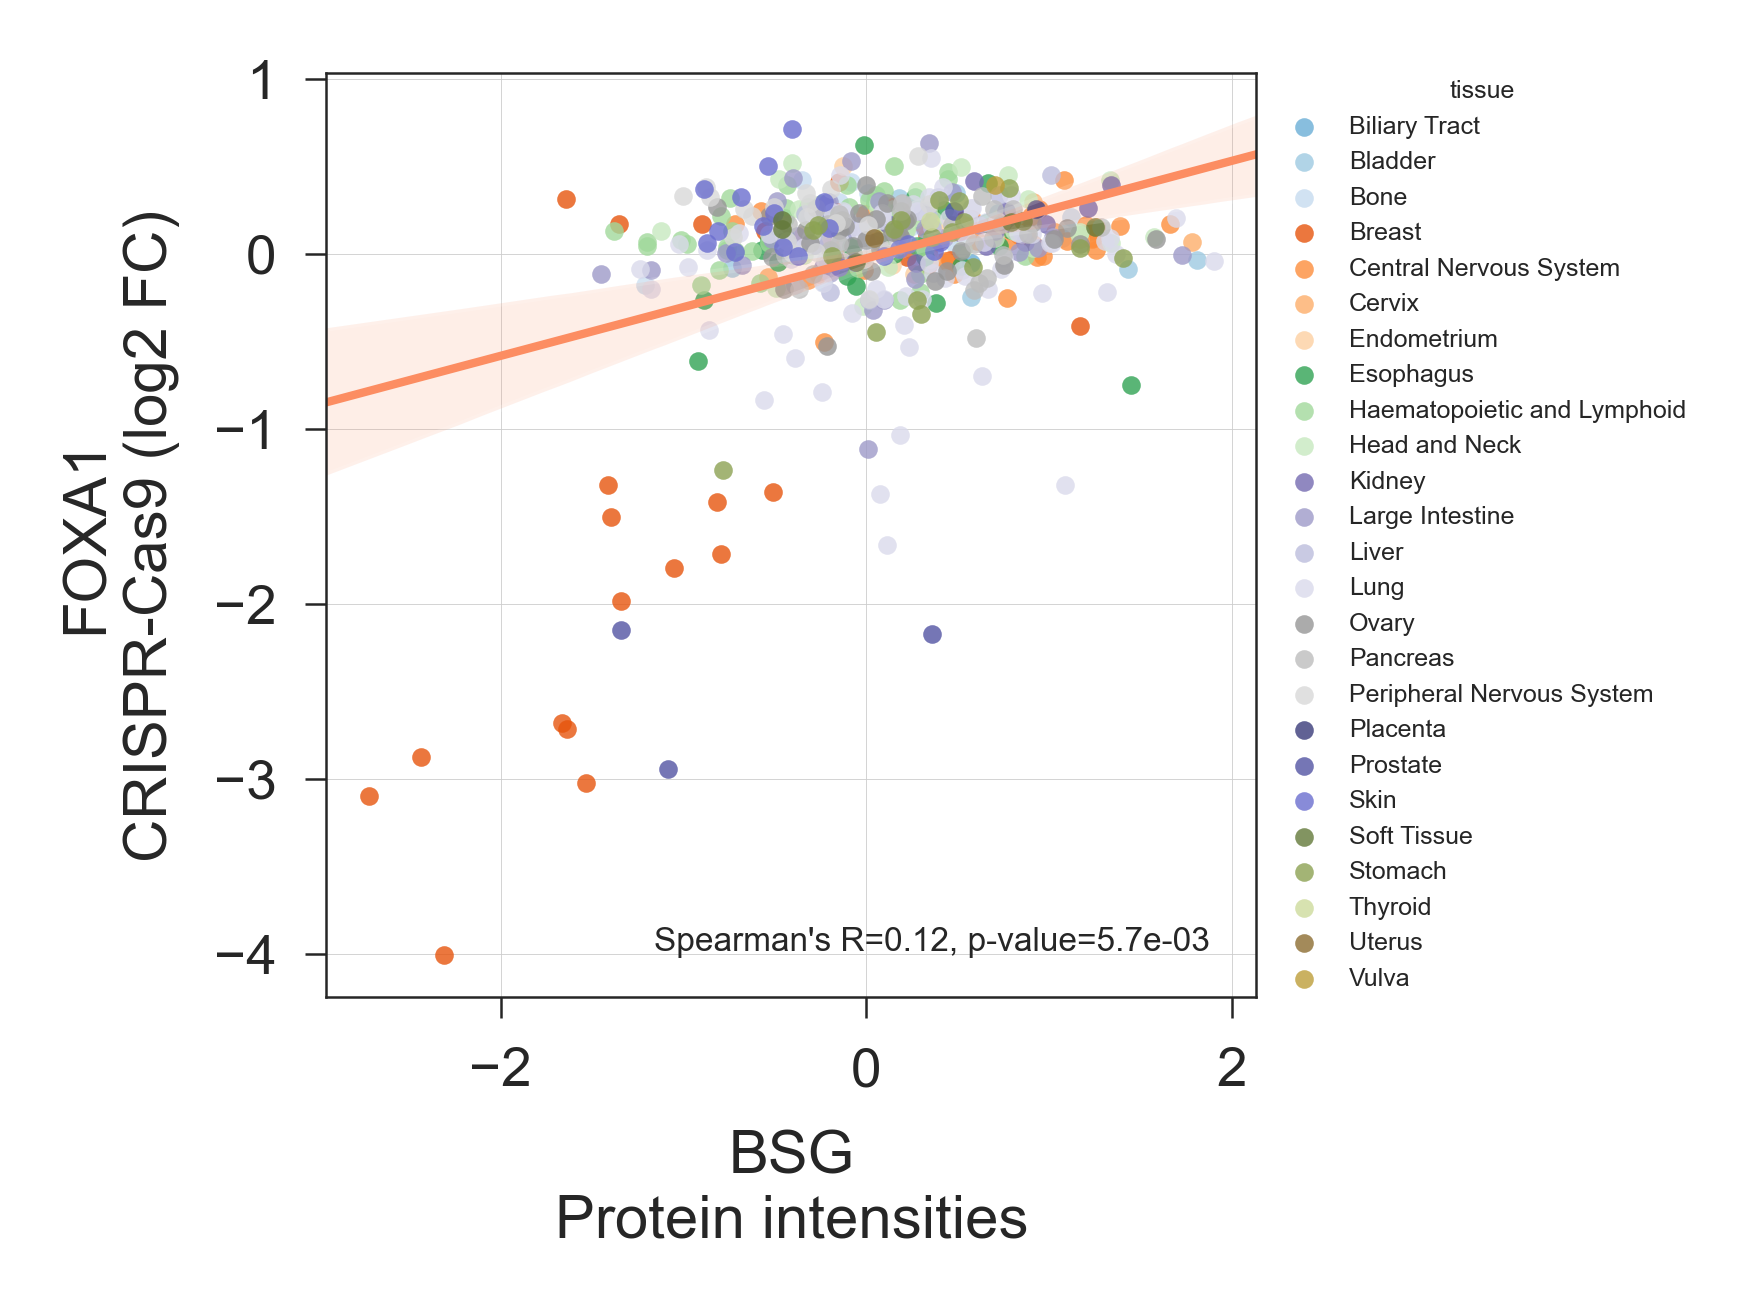 FOXA1
CRISPR-Cas9 (log2 FC)
1
0
−1
−2
−3
−4
Spearman's R=0.12, p-value=5.7e-03
−2
0
2
BSG
Protein intensities
tissue
Biliary Tract
Bladder
Bone
Breast
Central Nervous System
Cervix
Endometrium
Esophagus
Haematopoietic and Lymphoid
Head and Neck
Kidney
Large Intestine
Liver
Lung
Ovary
Pancreas
Peripheral Nervous System
Placenta
Prostate
Skin
Soft Tissue
Stomach
Thyroid
Uterus
Vulva